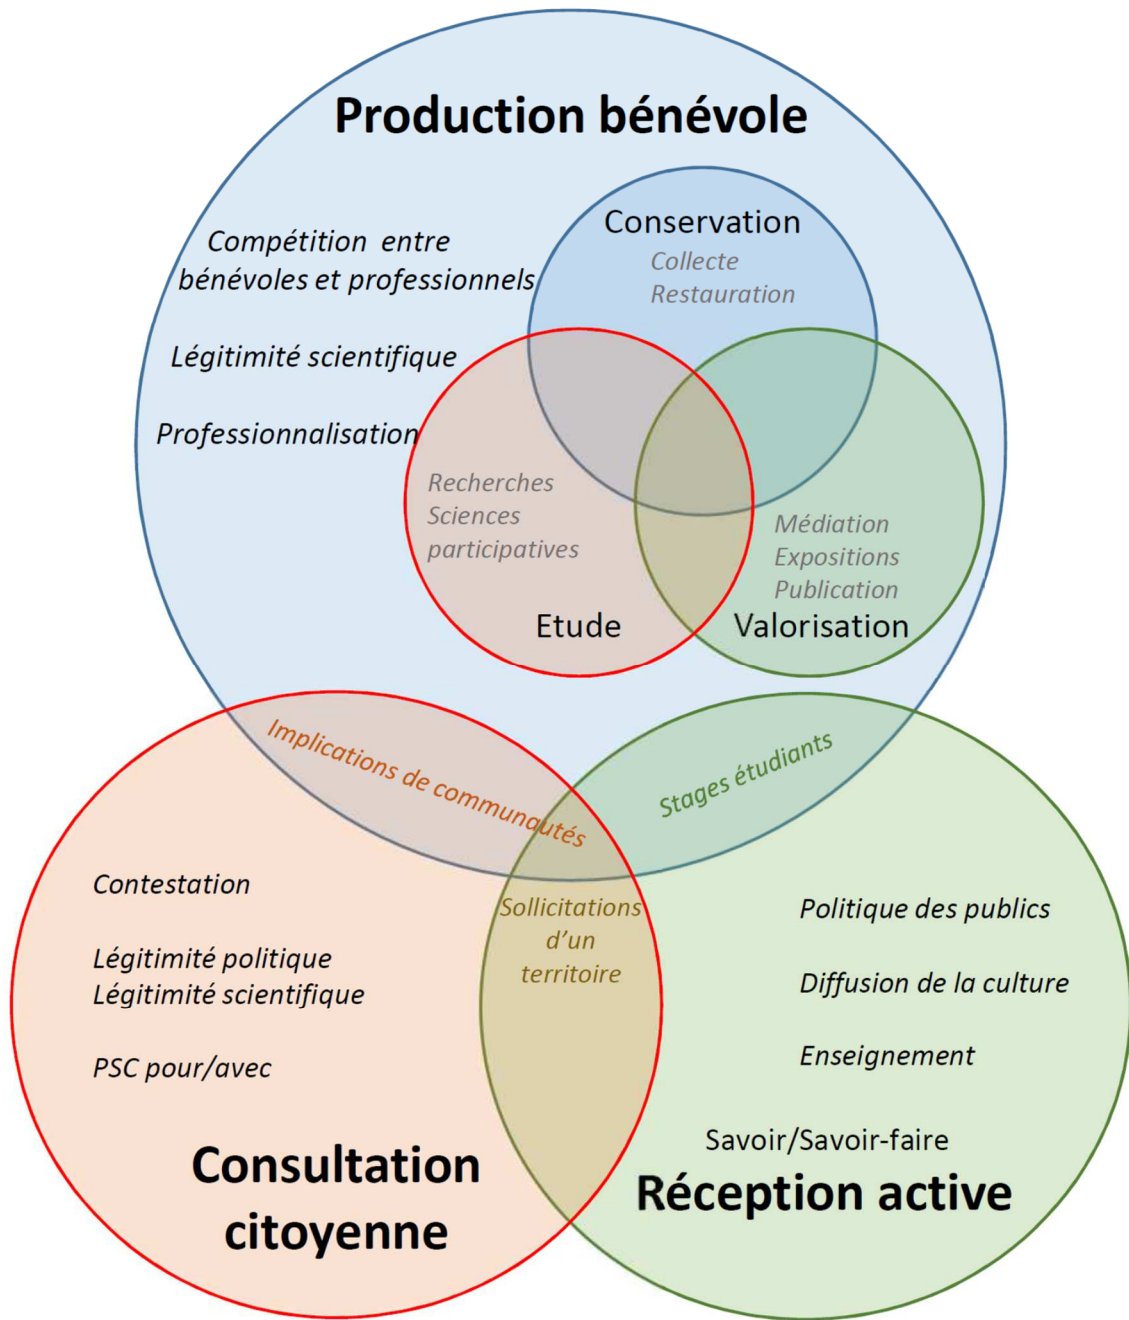 Production bénévole
Conservation
Collecte
Restauration
Compétition entre
bénévoles et professionnels
Légitimité scientifique
Professionnalisation
Recherches
Sciences
participatives
Etude
Médiation
Expositions
Publication
Valorisation
Implications de communautés
Stages étudiants
Sollicitations
d'un
territoire
Contestation
Légitimité politique
Légitimité scientifique
PSC pour/avec
Consultation
citoyenne
Politique des publics
Diffusion de la culture
Enseignement
Savoir/Savoir-faire
Réception active